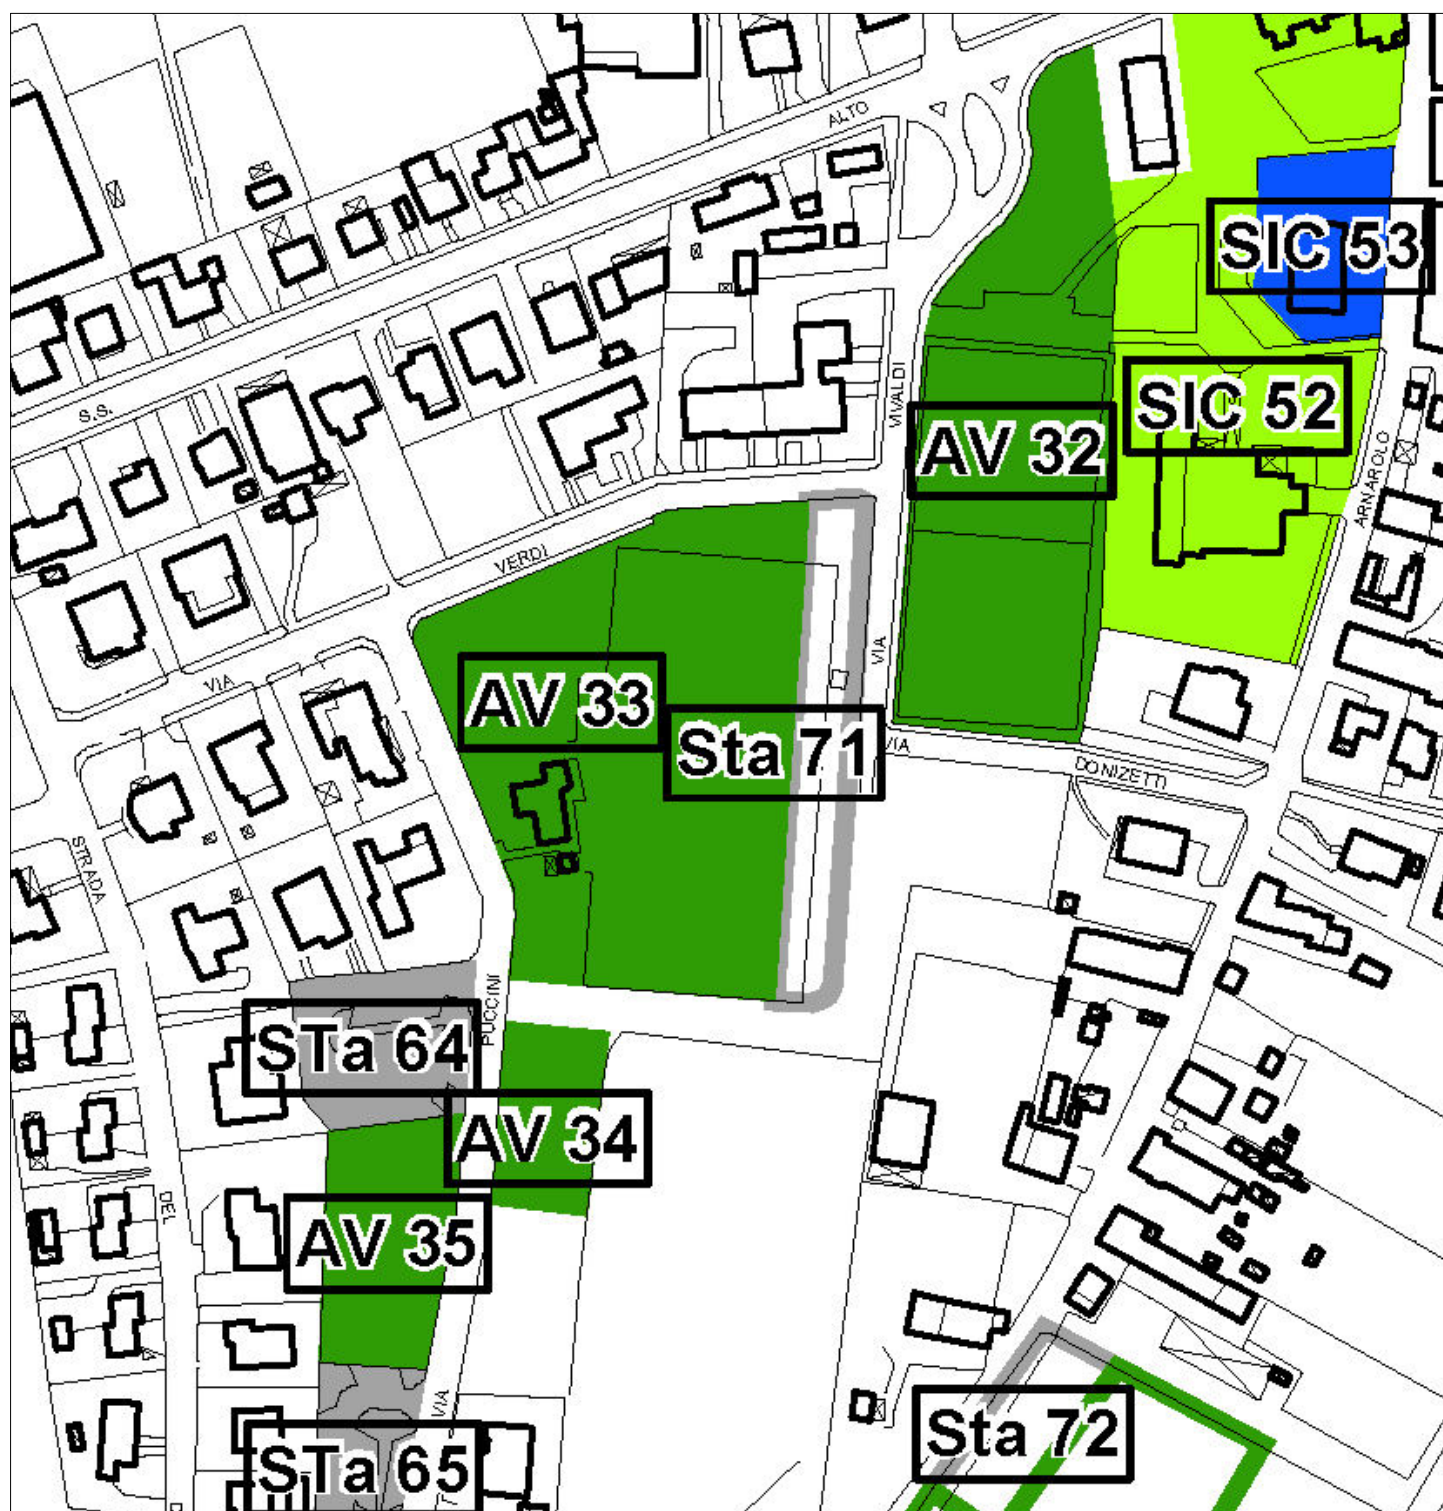 ALTO
SIC 53
S.S.
VIVALDI
SIC 52
AV 32
ARNAROLO
VERDI
VIA
VIA
AV 33
Sta 71
VIA
DONIZETTI
STRADA
PUCCINI
STa 64
AV 34
DEL
AV 35
VIA
Sta 72
STa 65